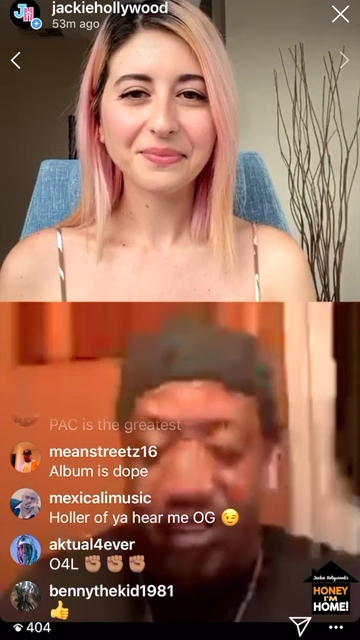 jackiehollywood
53m ago
PAC is the greatest
meanstreetz16
Album is dope
mexicalimusic
Holler of ya hear me OG 😉
aktual4ever
O4L ✊🏽✊🏽✊🏽
bennythekid1981
👍
404
Jackie Hollywood's
HONEY
I'M
HOME!